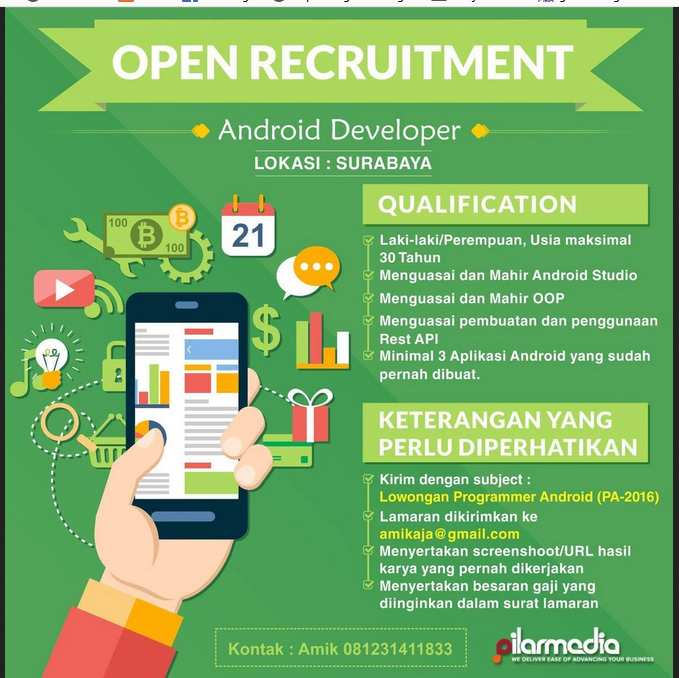 OPEN RECRUITMENT
Android Developer
LOKASI : SURABAYA
100
100
21
QUALIFICATION
Laki-laki/Perempuan, Usia maksimal
30 Tahun
Menguasai dan Mahir Android Studio
Menguasai dan Mahir OOP
Menguasai pembuatan dan penggunaan
Rest API
Minimal 3 Aplikasi Android yang sudah
pernah dibuat.
KETERANGAN YANG
PERLU DIPERHATIKAN
Kirim dengan subject :
Lowongan Programmer Android (PA-2016)
Lamaran dikirimkan ke
amikaja@gmail.com
Menyertakan screenshoot/URL hasil
karya yang pernah dikerjakan
Menyertakan besaran gaji yang
diinginkan dalam surat lamaran
Kontak : Amik 081231411833
pilarmedia
WE DELIVER EASE OF ADVANCING YOUR BUSINESS